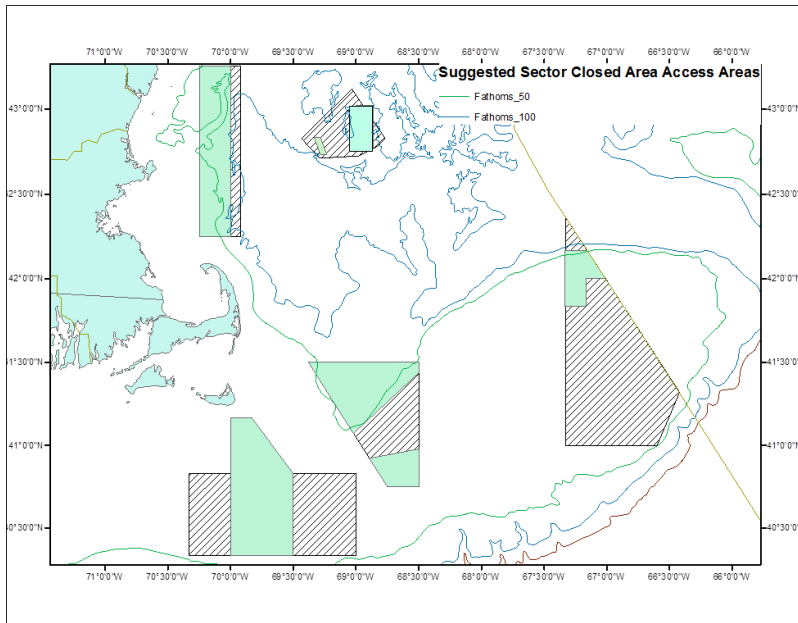 71°0'0"W 70°30'0"W 70°0'0"W 69°30'0"W 69°0'0"W 68°30'0"W 68°0'0"W 67°30'0"W 67°0'0"W 66°30'0"W 66°0'0"W
Suggested Sector Closed Area Access Areas
Fathoms_50
Fathoms_100
43°0'0"N 43°0'0"N
42°30'0"N 42°30'0"N
42°0'0"N 42°0'0"N
41°30'0"N 41°30'0"N
41°0'0"N 41°0'0"N
40°30'0"N 40°30'0"N
71°0'0"W 70°30'0"W 70°0'0"W 69°30'0"W 69°0'0"W 68°30'0"W 68°0'0"W 67°30'0"W 67°0'0"W 66°30'0"W 66°0'0"W